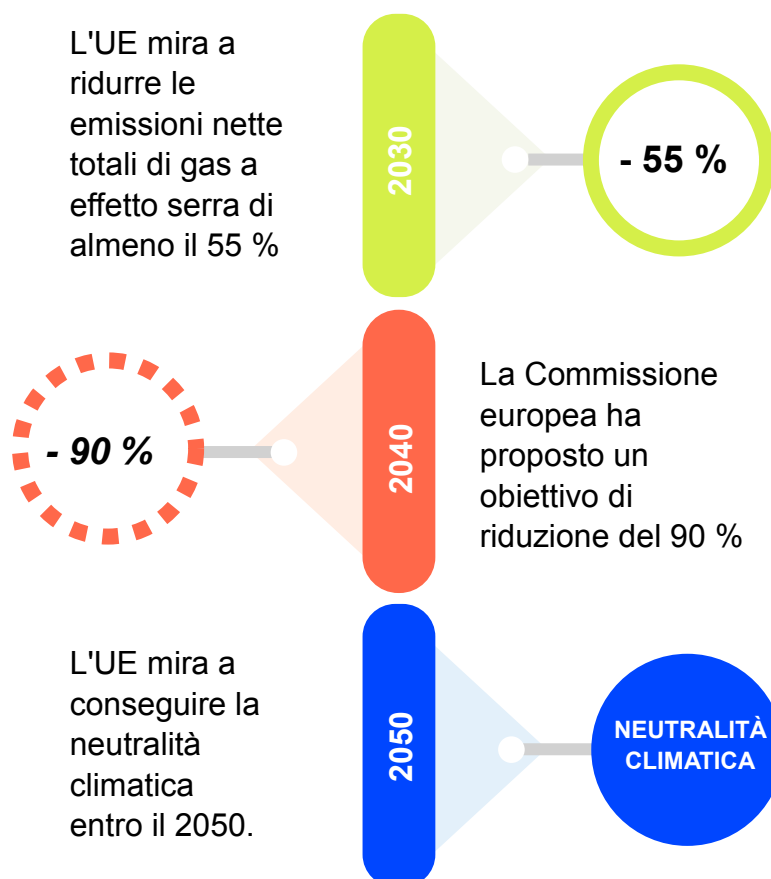 L'UE mira a
ridurre le
emissioni nette
totali di gas a
effetto serra di
almeno il 55 %
2030
- 55 %
- 90 %
2040
La Commissione
europea ha
proposto un
obiettivo di
riduzione del 90 %
L'UE mira a
conseguire la
neutralità
climatica
entro il 2050.
2050
NEUTRALITÀ
CLIMATICA